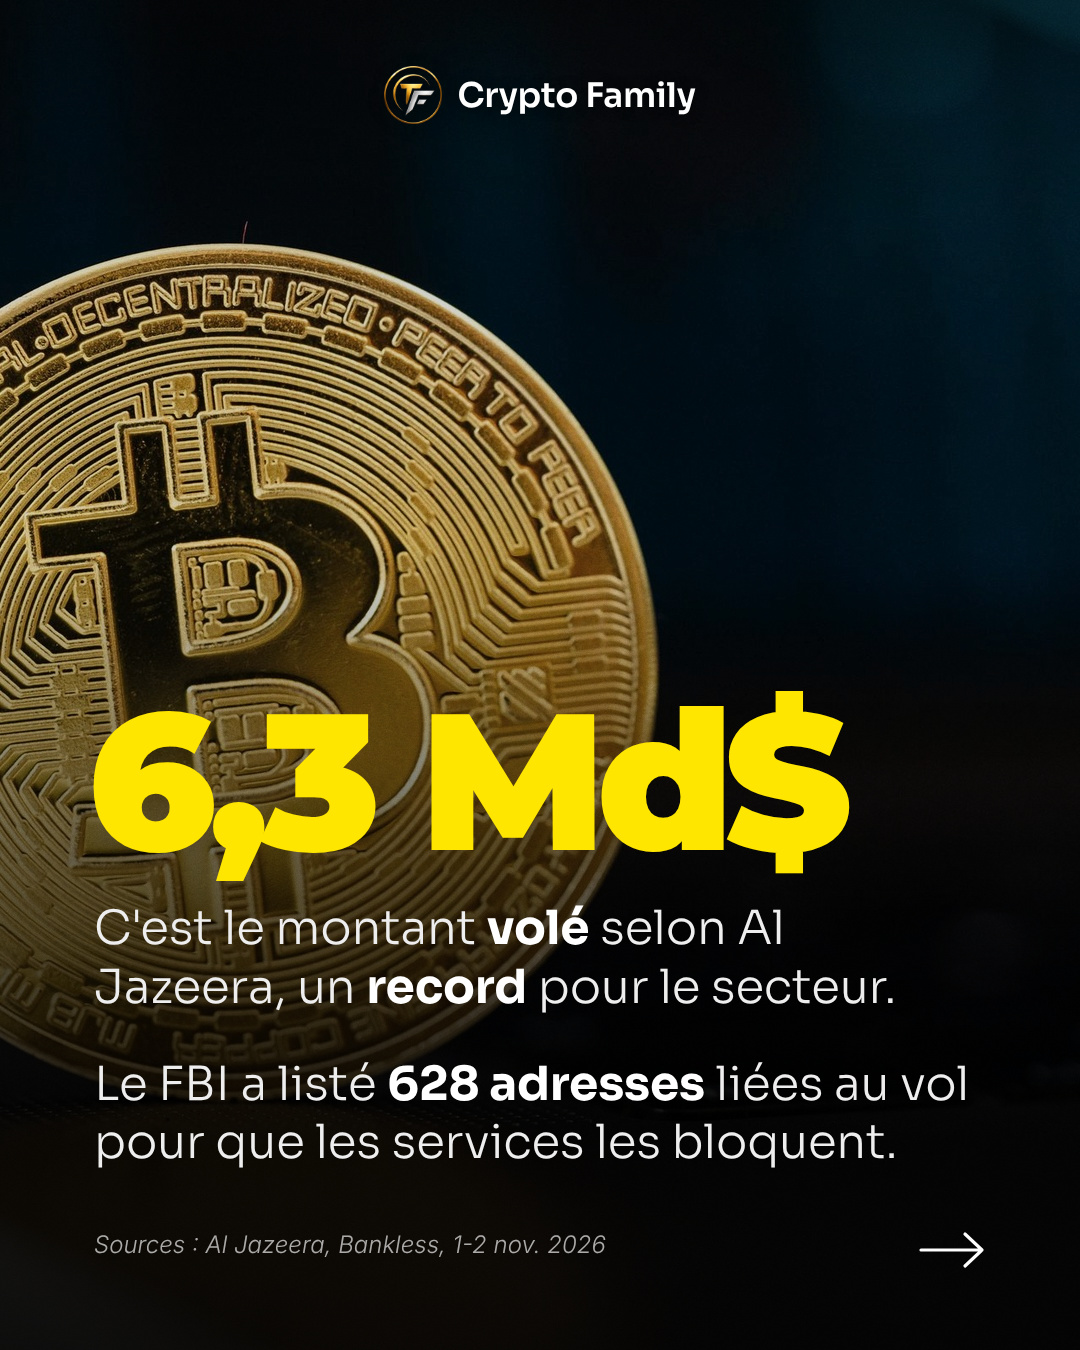 Crypto Family
DECENTRALIZED • PEER TO PEER
6,3 Md$
C'est le montant volé selon Al
Jazeera, un record pour le secteur.
Le FBI a listé 628 adresses liées au vol
pour que les services les bloquent.
Sources : Al Jazeera, Bankless, 1-2 nov. 2026